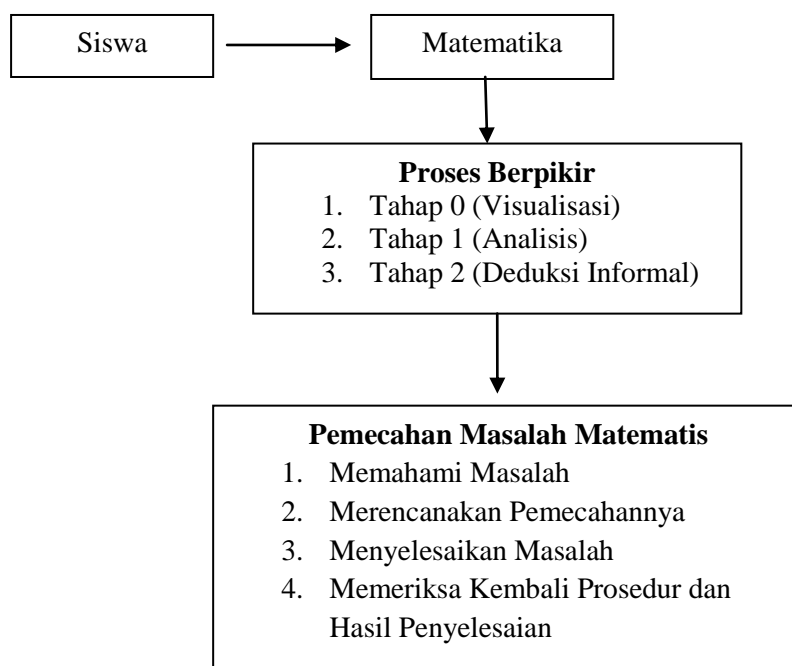 Siswa
Matematika
Proses Berpikir
1. Tahap 0 (Visualisasi)
2. Tahap 1 (Analisis)
3. Tahap 2 (Deduksi Informal)
Pemecahan Masalah Matematis
1. Memahami Masalah
2. Merencanakan Pemecahannya
3. Menyelesaikan Masalah
4. Memeriksa Kembali Prosedur dan
Hasil Penyelesaian